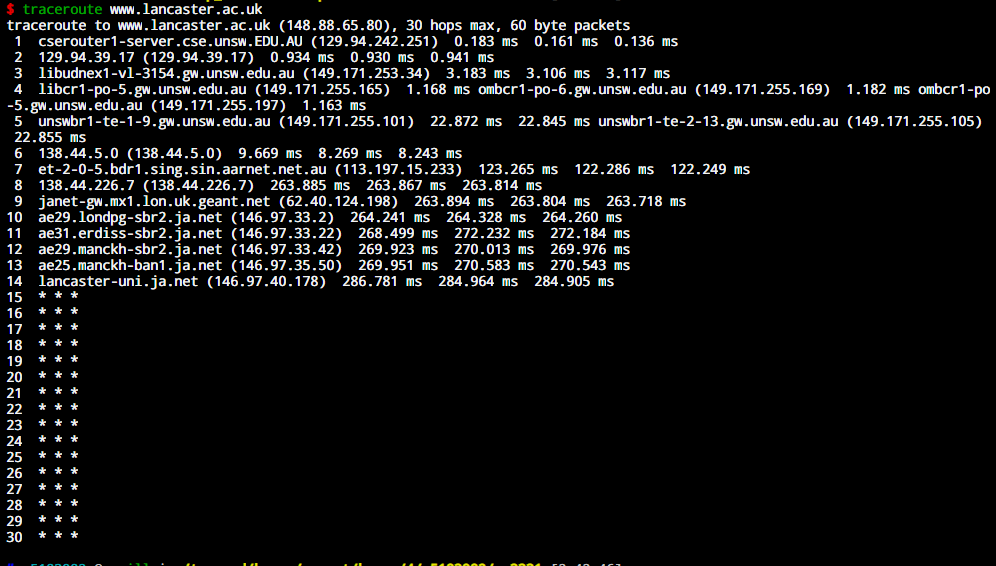 $ traceroute www.lancaster.ac.uk
traceroute to www.lancaster.ac.uk (148.88.65.80), 30 hops max, 60 byte packets
 1  cserouter1-server.cse.unsw.EDU.AU (129.94.242.251)  0.183 ms  0.161 ms  0.136 ms
 2  129.94.39.17 (129.94.39.17)  0.934 ms  0.930 ms  0.941 ms
 3  libudnex1-vl-3154.gw.unsw.edu.au (149.171.253.34)  3.183 ms  3.106 ms  3.117 ms
 4  libcr1-po-5.gw.unsw.edu.au (149.171.255.165)  1.168 ms ombcr1-po-6.gw.unsw.edu.au (149.171.255.169)  1.182 ms ombcr1-po
-5.gw.unsw.edu.au (149.171.255.197)  1.163 ms
 5  unswbr1-te-1-9.gw.unsw.edu.au (149.171.255.101)  22.872 ms  22.845 ms unswbr1-te-2-13.gw.unsw.edu.au (149.171.255.105)
 22.855 ms
 6  138.44.5.0 (138.44.5.0)  9.669 ms  8.269 ms  8.243 ms
 7  et-2-0-5.bdr1.sing.sin.aarnet.net.au (113.197.15.233)  123.265 ms  122.286 ms  122.249 ms
 8  138.44.226.7 (138.44.226.7)  263.885 ms  263.867 ms  263.814 ms
 9  janet-gw.mx1.lon.uk.geant.net (62.40.124.198)  263.894 ms  263.804 ms  263.718 ms
10  ae29.londpg-sbr2.ja.net (146.97.33.2)  264.241 ms  264.328 ms  264.260 ms
11  ae31.erdiss-sbr2.ja.net (146.97.33.22)  268.499 ms  272.232 ms  272.184 ms
12  ae29.manckh-sbr2.ja.net (146.97.33.42)  269.923 ms  270.013 ms  269.976 ms
13  ae25.manckh-ban1.ja.net (146.97.35.50)  269.951 ms  270.583 ms  270.543 ms
14  lancaster-uni.ja.net (146.97.40.178)  286.781 ms  284.964 ms  284.905 ms
15  * * *
16  * * *
17  * * *
18  * * *
19  * * *
20  * * *
21  * * *
22  * * *
23  * * *
24  * * *
25  * * *
26  * * *
27  * * *
28  * * *
29  * * *
30  * * *